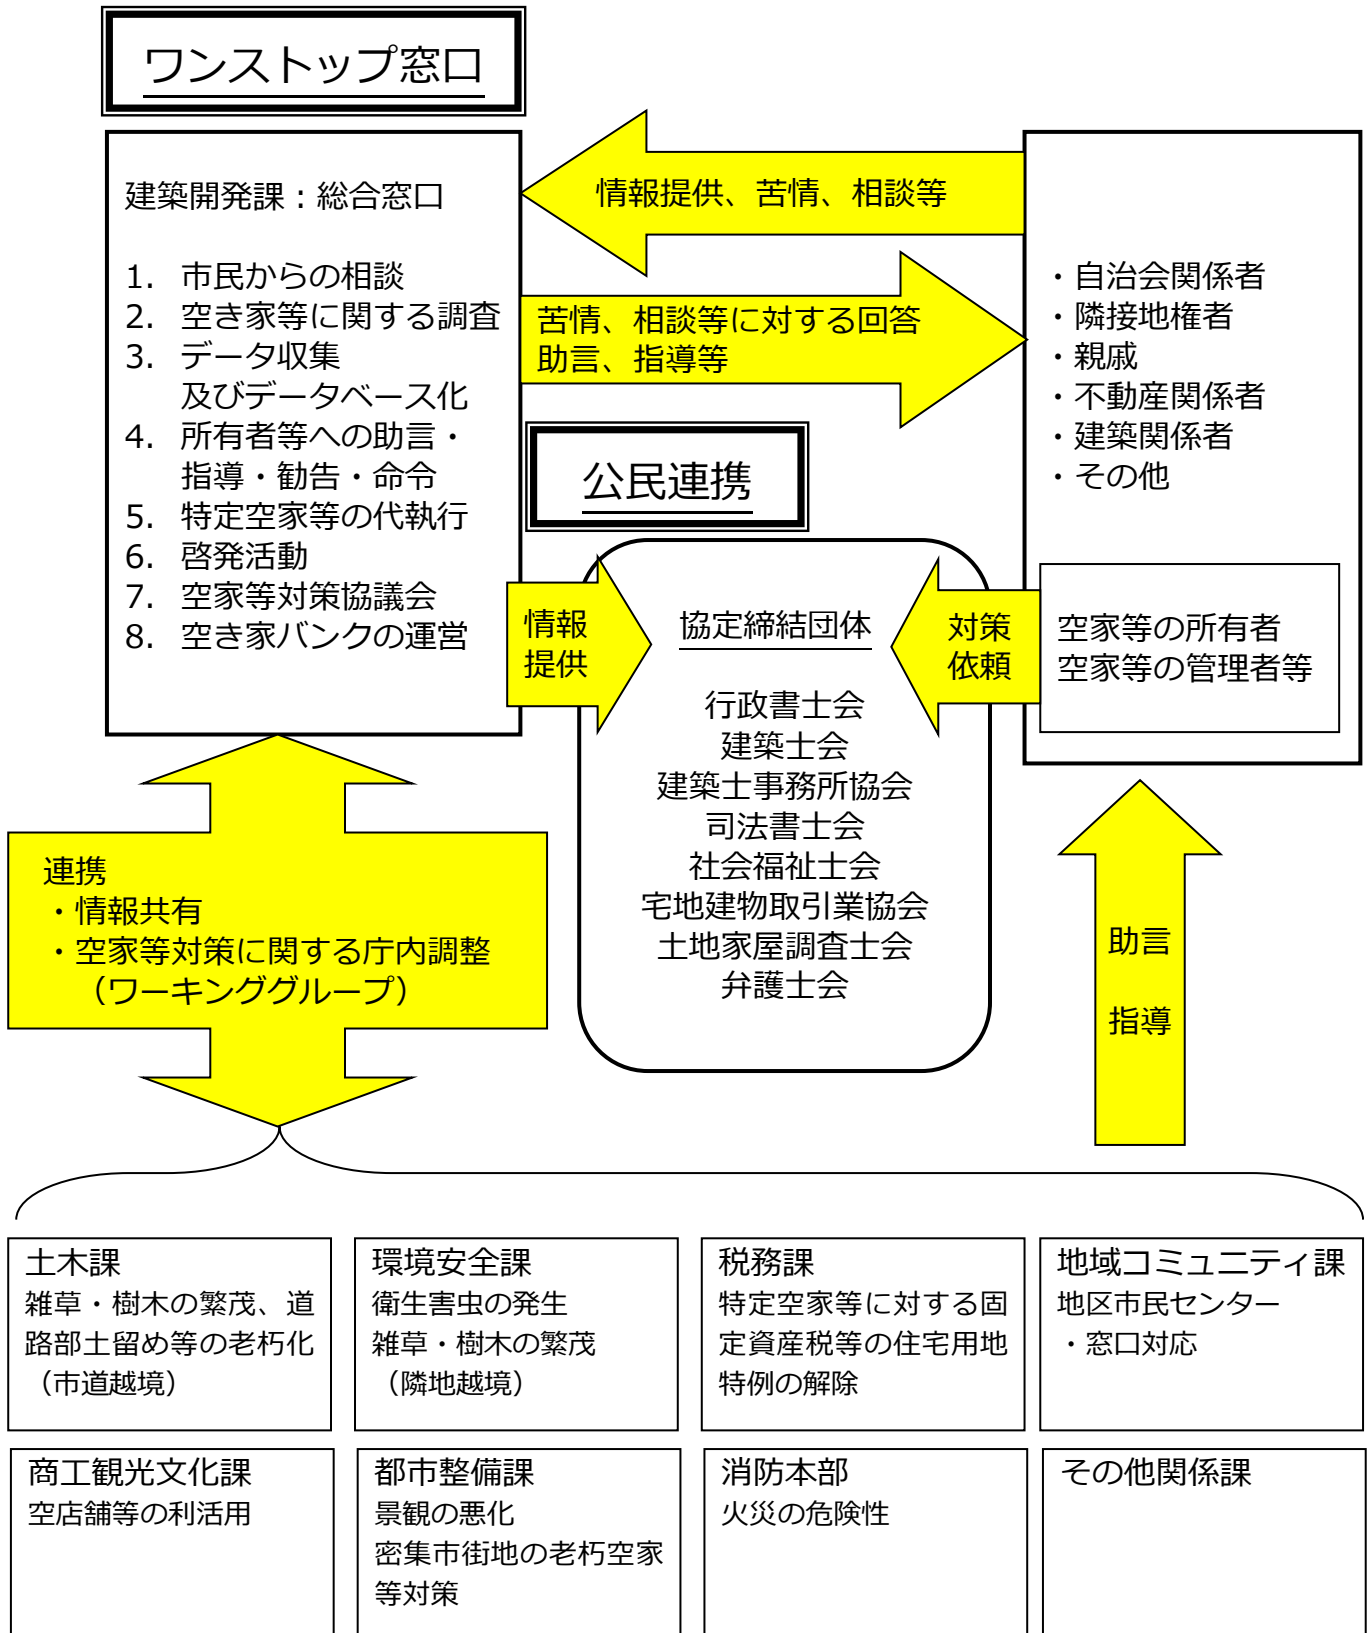 ワンストップ窓口
建築開発課：総合窓口
1. 市民からの相談
2. 空き家等に関する調査
3. データ収集
及びデータベース化
4. 所有者等への助言・
指導・勧告・命令
5. 特定空家等の代執行
6. 啓発活動
7. 空家等対策協議会
8. 空き家バンクの運営
情報提供、苦情、相談等
苦情、相談等に対する回答
助言、指導等
・自治会関係者
・隣接地権者
・親戚
・不動産関係者
・建築関係者
・その他
空家等の所有者
空家等の管理者等
公民連携
情報
提供
協定締結団体
行政書士会
建築士会
建築士事務所協会
司法書士会
社会福祉士会
宅地建物取引業協会
土地家屋調査士会
弁護士会
対策
依頼
連携
・情報共有
・空家等対策に関する庁内調整
（ワーキンググループ）
助言
指導
土木課
雑草・樹木の繁茂、道
路部土留め等の老朽化
（市道越境）
環境安全課
衛生害虫の発生
雑草・樹木の繁茂
（隣地越境）
税務課
特定空家等に対する固
定資産税等の住宅用地
特例の解除
地域コミュニティ課
地区市民センター
・窓口対応
商工観光文化課
空店舗等の利活用
都市整備課
景観の悪化
密集市街地の老朽空家
等対策
消防本部
火災の危険性
その他関係課